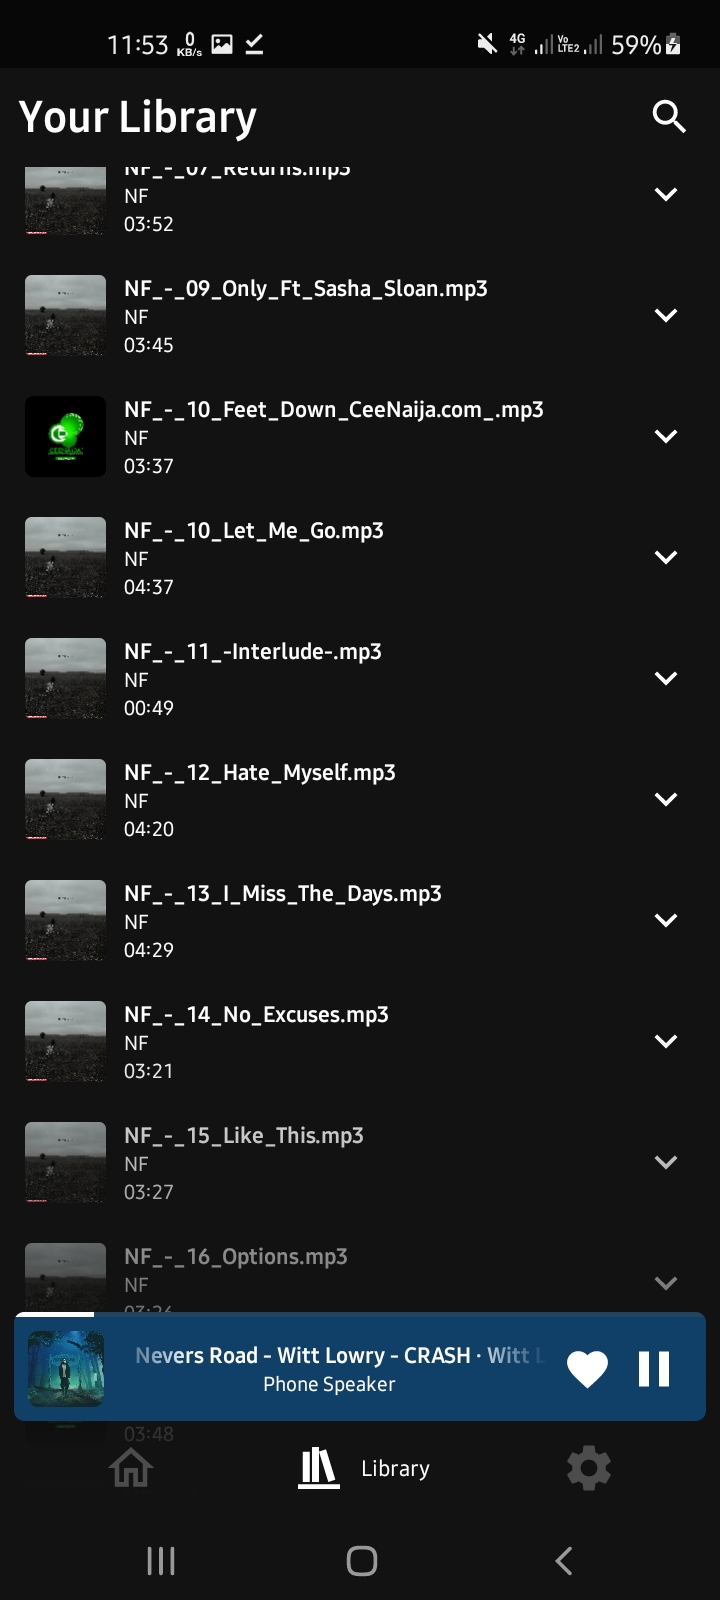 11:53 0 KB/s 4G Vo LTE2 59%
Your Library
NF_-_07_Returns.mp3
NF
03:52
NF_-_09_Only_Ft_Sasha_Sloan.mp3
NF
03:45
NF_-_10_Feet_Down_CeeNaija.com_.mp3
NF
03:37
NF_-_10_Let_Me_Go.mp3
NF
04:37
NF_-_11_-Interlude-.mp3
NF
00:49
NF_-_12_Hate_Myself.mp3
NF
04:20
NF_-_13_I_Miss_The_Days.mp3
NF
04:29
NF_-_14_No_Excuses.mp3
NF
03:21
NF_-_15_Like_This.mp3
NF
03:27
NF_-_16_Options.mp3
NF
03:26
Nevers Road - Witt Lowry - CRASH · Witt L
Phone Speaker
03:48
Library